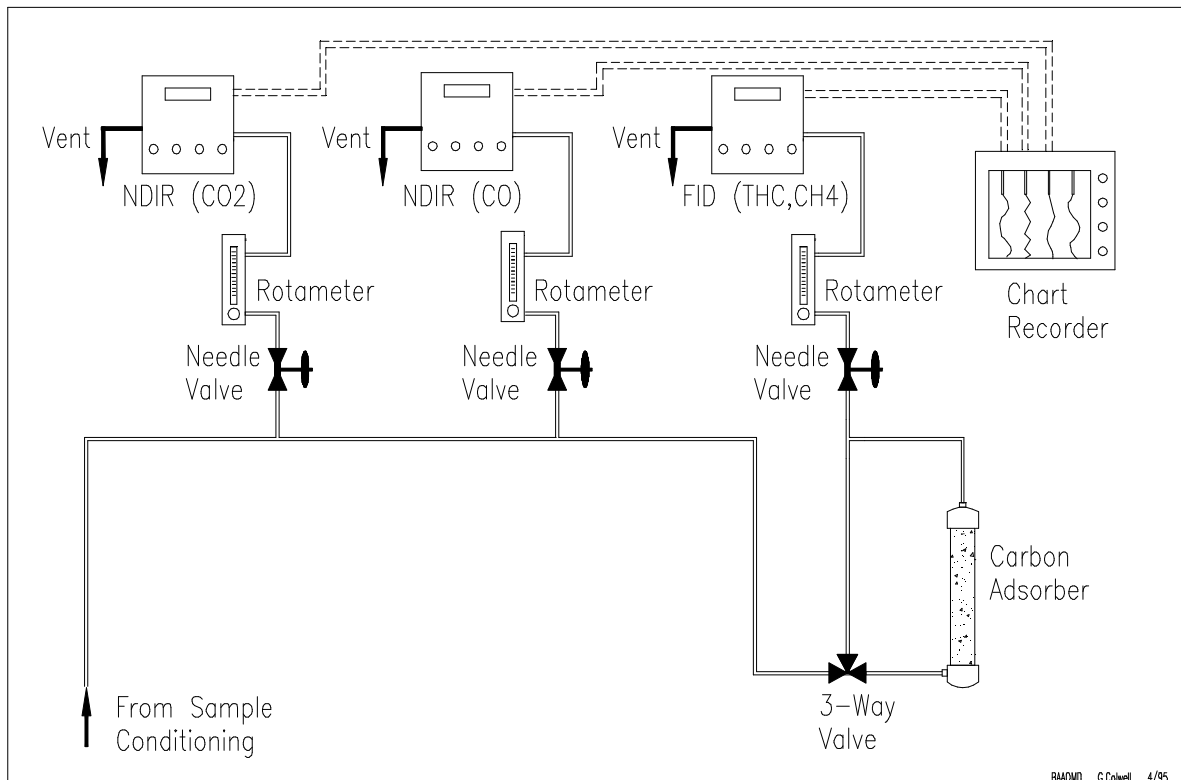 Vent
NDIR (CO2)
Vent
NDIR (CO)
Vent
FID (THC,CH4)
Rotameter
Rotameter
Rotameter
Chart
Recorder
Needle
Valve
Needle
Valve
Needle
Valve
Carbon
Adsorber
From Sample
Conditioning
3-Way
Valve
BAAQMD G.Colwell 4/95